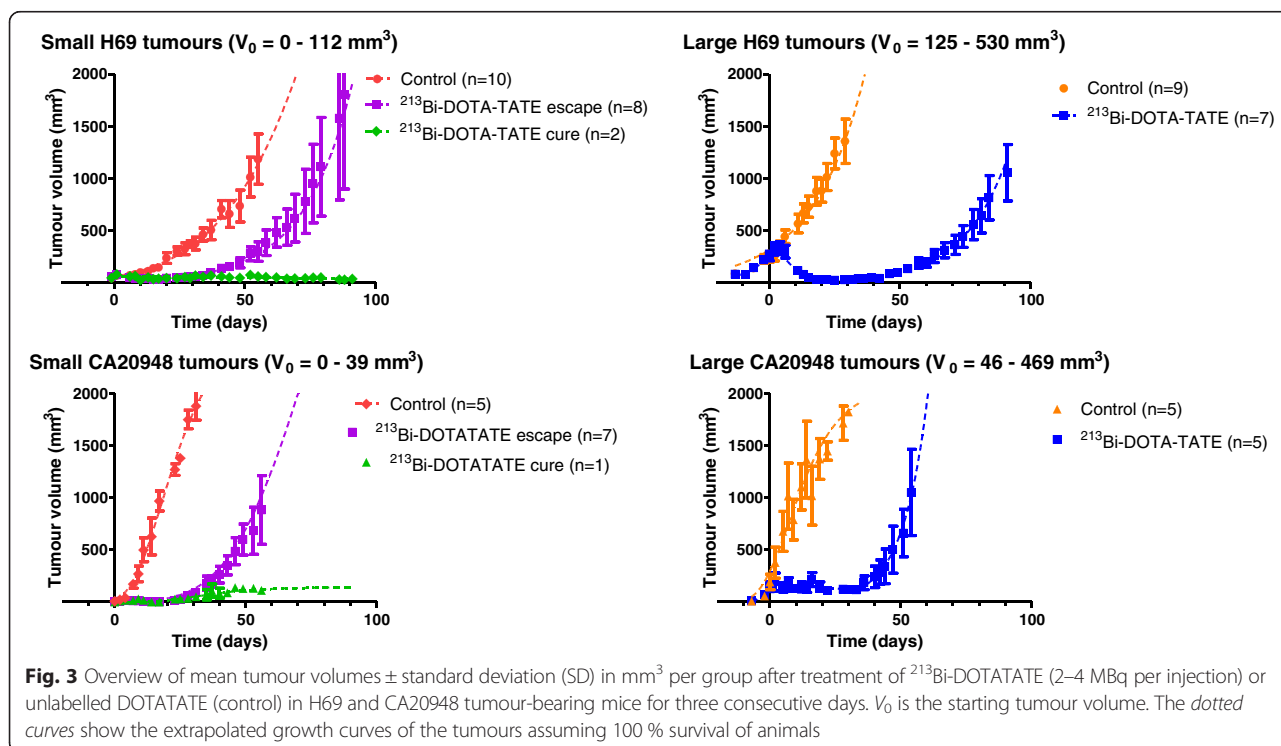 Small H69 tumours (V₀ = 0 - 112 mm³)
2000
1500
1000
500
50
100
Tumour volume (mm³)
Time (days)
Control (n=10)
²¹³Bi-DOTA-TATE escape (n=8)
²¹³Bi-DOTA-TATE cure (n=2)
Large H69 tumours (V₀ = 125 - 530 mm³)
2000
1500
1000
500
0
50
100
Tumour volume (mm³)
Time (days)
Control (n=9)
²¹³Bi-DOTA-TATE (n=7)
Small CA20948 tumours (V₀ = 0 - 39 mm³)
2000
1500
1000
500
0
50
100
Tumour volume (mm³)
Time (days)
Control (n=5)
²¹³Bi-DOTATATE escape (n=7)
²¹³Bi-DOTATATE cure (n=1)
Large CA20948 tumours (V₀ = 46 - 469 mm³)
2000
1500
1000
500
0
50
100
Tumour volume (mm³)
Time (days)
Control (n=5)
²¹³Bi-DOTA-TATE (n=5)
Fig. 3 Overview of mean tumour volumes ± standard deviation (SD) in mm³ per group after treatment of ²¹³Bi-DOTATATE (2–4 MBq per injection) or
unlabelled DOTATATE (control) in H69 and CA20948 tumour-bearing mice for three consecutive days. V₀ is the starting tumour volume. The dotted
curves show the extrapolated growth curves of the tumours assuming 100 % survival of animals